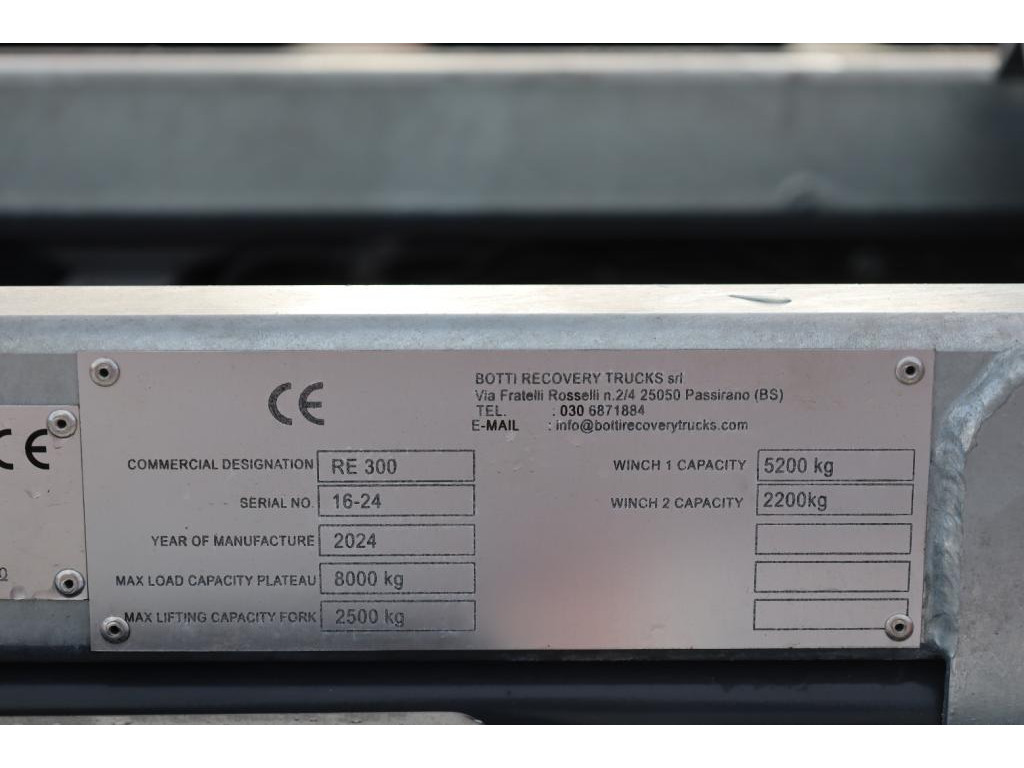 CE
BOTTI RECOVERY TRUCKS srl
Via Fratelli Rosselli n.2/4 25050 Passirano (BS)
TEL. : 030 6871884
E-MAIL : info@bottirecoverytrucks.com
CE
COMMERCIAL DESIGNATION RE 300
SERIAL NO. 16-24
YEAR OF MANUFACTURE 2024
MAX LOAD CAPACITY PLATEAU 8000 kg
MAX LIFTING CAPACITY FORK 2500 kg
WINCH 1 CAPACITY 5200 kg
WINCH 2 CAPACITY 2200kg
0